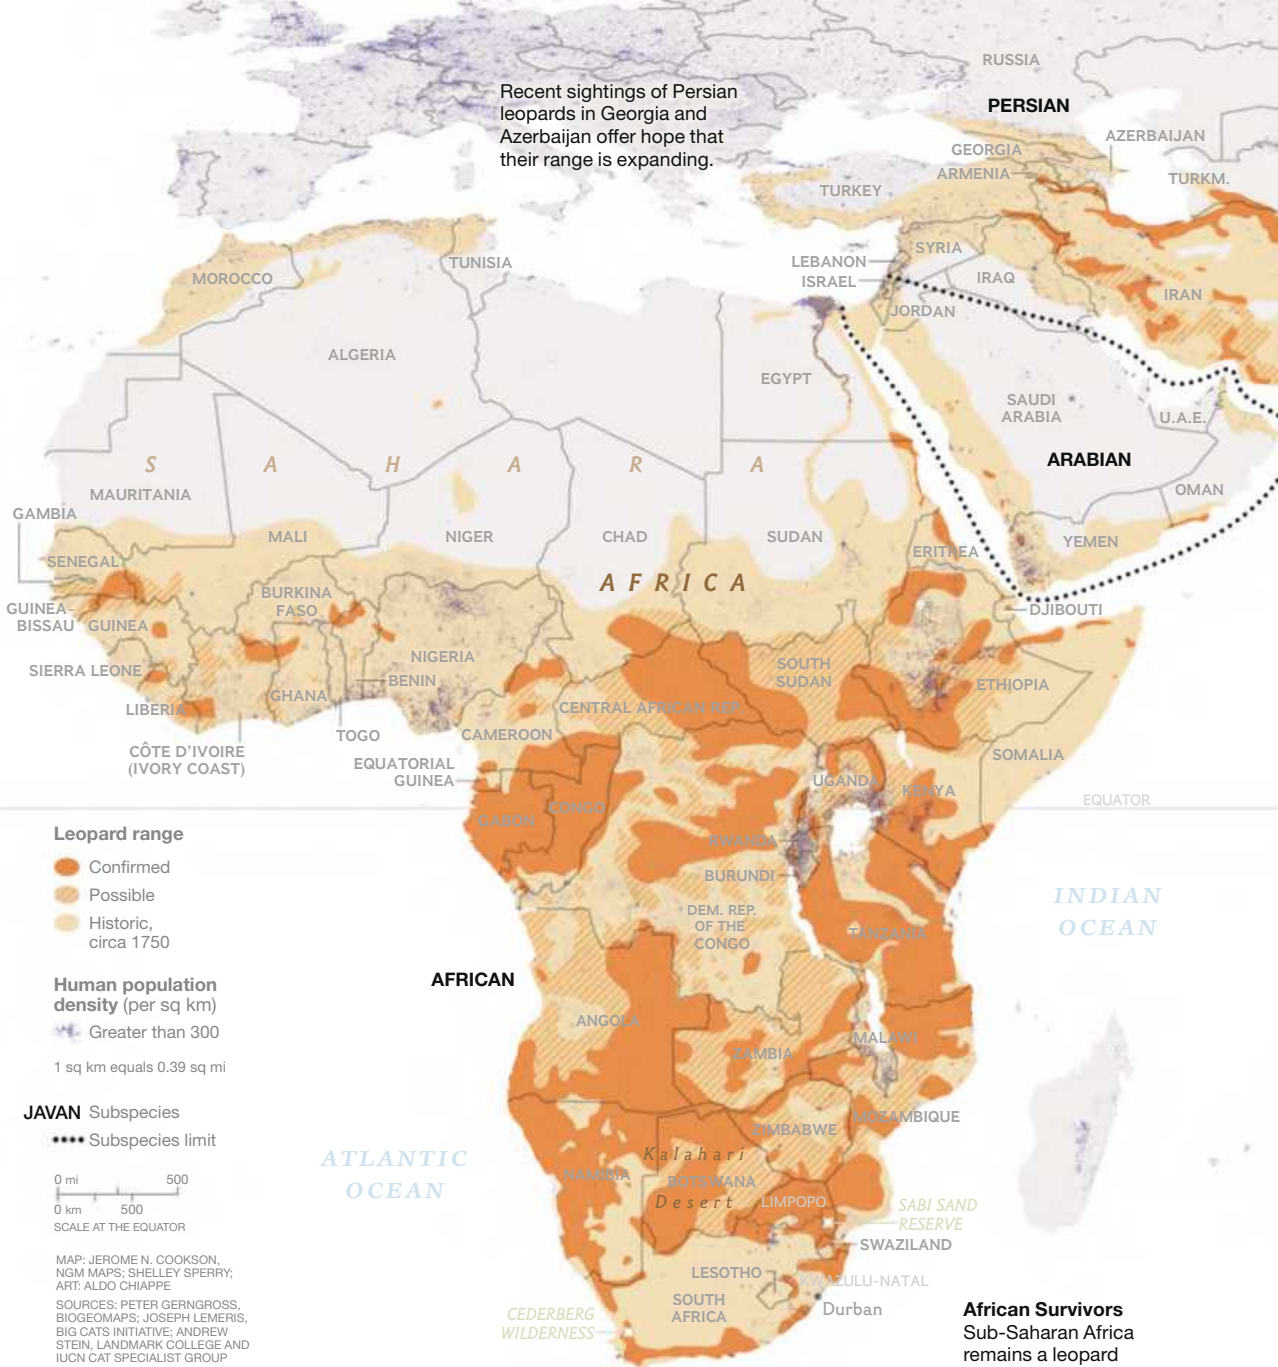 RUSSIA
Recent sightings of Persian
leopards in Georgia and
Azerbaijan offer hope that
their range is expanding.
PERSIAN
AZERBAIJAN
GEORGIA
ARMENIA
TURKM.
TURKEY
SYRIA
LEBANON
TUNISIA
IRAQ
MOROCCO
ISRAEL
IRAN
JORDAN
ALGERIA
EGYPT
SAUDI
ARABIA
U.A.E.
SAHARA
ARABIAN
MAURITANIA
OMAN
GAMBIA
MALI
NIGER
CHAD
SUDAN
YEMEN
ERITREA
SENEGAL
AFRICA
BURKINA
FASO
GUINEA-
BISSAU
DJIBOUTI
GUINEA
NIGERIA
SOUTH
SUDAN
SIERRA LEONE
BENIN
ETHIOPIA
GHANA
LIBERIA
CENTRAL AFRICAN REP.
TOGO
CAMEROON
CÔTE D'IVOIRE
(IVORY COAST)
SOMALIA
EQUATORIAL
GUINEA
UGANDA
KENYA
EQUATOR
CONGO
GABON
Leopard range
RWANDA
Confirmed
BURUNDI
Possible
INDIAN
OCEAN
Historic,
circa 1750
DEM. REP.
OF THE
CONGO
TANZANIA
AFRICAN
Human population
density (per sq km)
Greater than 300
ANGOLA
MALAWI
ZAMBIA
1 sq km equals 0.39 sq mi
JAVAN Subspecies
MOZAMBIQUE
ZIMBABWE
Subspecies limit
ATLANTIC
OCEAN
Kalahari
Desert
NAMIBIA
BOTSWANA
0 mi 500
LIMPOPO
SABI SAND
RESERVE
0 km 500
SCALE AT THE EQUATOR
SWAZILAND
MAP: JEROME N. COOKSON,
NGM MAPS; SHELLEY SPERRY;
ART: ALDO CHIAPPE
LESOTHO
KWAZULU-NATAL
SOUTH
AFRICA
Durban
SOURCES: PETER GERNGROSS,
BIOGEOMAPS; JOSEPH LEMERIS,
BIG CATS INITIATIVE; ANDREW
STEIN, LANDMARK COLLEGE AND
IUCN CAT SPECIALIST GROUP
CEDERBERG
WILDERNESS
African Survivors
Sub-Saharan Africa
remains a leopard